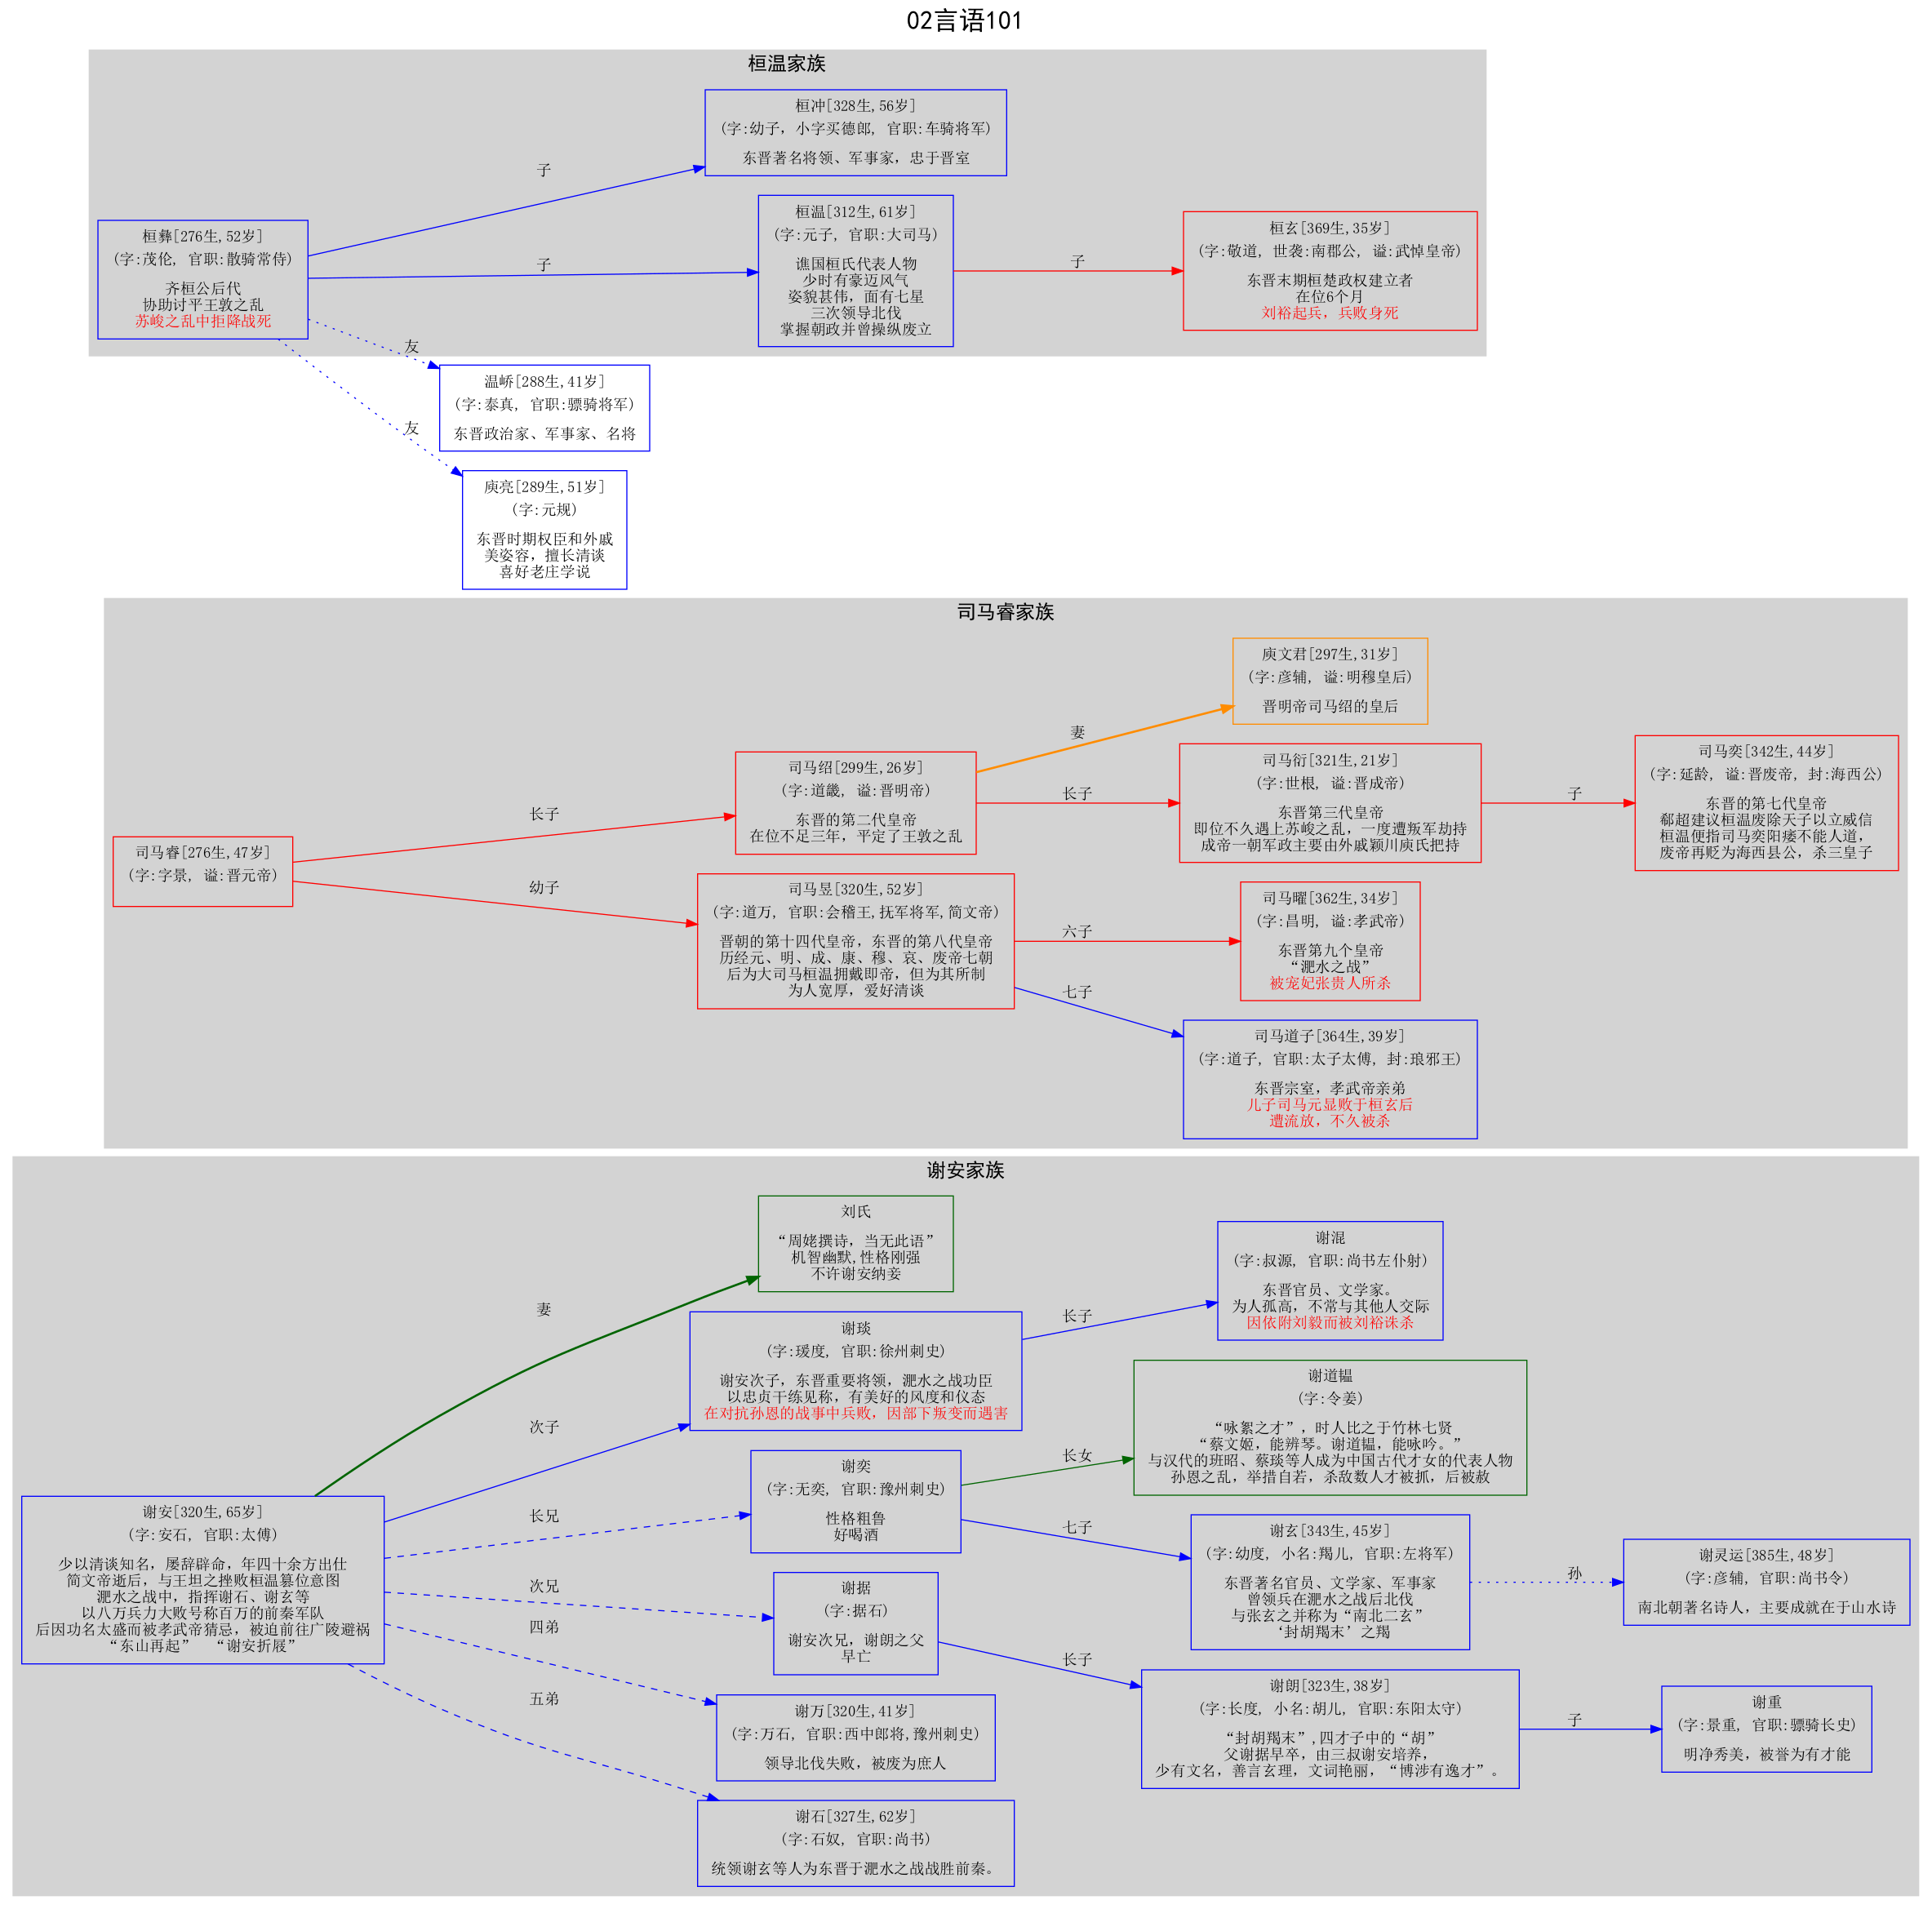 02言语101
桓温家族
桓冲[328生,56岁]
(字:幼子, 小字买德郎, 官职:车骑将军)
东晋著名将领、军事家，忠于晋室
子
桓彝[276生,52岁]
(字:茂伦, 官职:散骑常侍)
齐桓公后代
协助讨平王敦之乱
苏峻之乱中拒降战死
子
桓温[312生,61岁]
(字:元子, 官职:大司马)
谯国桓氏代表人物
少时有豪迈风气
姿貌甚伟，面有七星
三次领导北伐
掌握朝政并曾操纵废立
子
桓玄[369生,35岁]
(字:敬道, 世袭:南郡公, 谥:武悼皇帝)
东晋末期桓楚政权建立者
在位6个月
刘裕起兵，兵败身死
友
温峤[288生,41岁]
(字:泰真, 官职:骠骑将军)
东晋政治家、军事家、名将
友
庾亮[289生,51岁]
(字:元规)
东晋时期权臣和外戚
美姿容，擅长清谈
喜好老庄学说
司马睿家族
庾文君[297生,31岁]
(字:彦辅, 谥:明穆皇后)
晋明帝司马绍的皇后
妻
司马睿[276生,47岁]
(字:字景, 谥:晋元帝)
长子
司马绍[299生,26岁]
(字:道畿, 谥:晋明帝)
东晋的第二代皇帝
在位不足三年，平定了王敦之乱
长子
司马衍[321生,21岁]
(字:世根, 谥:晋成帝)
东晋第三代皇帝
即位不久遇上苏峻之乱，一度遭叛军劫持
成帝一朝军政主要由外戚颖川庾氏把持
子
司马奕[342生,44岁]
(字:延龄, 谥:晋废帝, 封:海西公)
东晋的第七代皇帝
郗超建议桓温废除天子以立威信
桓温便指司马奕阳痿不能人道，
废帝再贬为海西县公，杀三皇子
幼子
司马昱[320生,52岁]
(字:道万, 官职:会稽王,抚军将军,简文帝)
晋朝的第十四代皇帝，东晋的第八代皇帝
历经元、明、成、康、穆、哀、废帝七朝
后为大司马桓温拥戴即帝，但为其所制
为人宽厚，爱好清谈
六子
司马曜[362生,34岁]
(字:昌明, 谥:孝武帝)
东晋第九个皇帝
“淝水之战”
被宠妃张贵人所杀
七子
司马道子[364生,39岁]
(字:道子, 官职:太子太傅, 封:琅邪王)
东晋宗室，孝武帝亲弟
儿子司马元显败于桓玄后
遭流放，不久被杀
谢安家族
刘氏
“周姥撰诗，当无此语”
机智幽默,性格刚强
不许谢安纳妾
妻
谢安[320生,65岁]
(字:安石, 官职:太傅)
少以清谈知名，屡辞辟命，年四十余方出仕
简文帝逝后，与王坦之挫败桓温篡位意图
淝水之战中，指挥谢石、谢玄等
以八万兵力大败号称百万的前秦军队
后因功名太盛而被孝武帝猜忌，被迫前往广陵避祸
“东山再起”  “谢安折屐”
次子
谢琰
(字:瑗度, 官职:徐州刺史)
谢安次子，东晋重要将领，淝水之战功臣
以忠贞干练见称，有美好的风度和仪态
在对抗孙恩的战事中兵败，因部下叛变而遇害
长子
谢混
(字:叔源, 官职:尚书左仆射)
东晋官员、文学家。
为人孤高，不常与其他人交际
因依附刘毅而被刘裕诛杀
长兄
谢奕
(字:无奕, 官职:豫州刺史)
性格粗鲁
好喝酒
长女
谢道韫
(字:令姜)
“咏絮之才”，时人比之于竹林七贤
“蔡文姬，能辨琴。谢道韫，能咏吟。”
与汉代的班昭、蔡琰等人成为中国古代才女的代表人物
孙恩之乱，举措自若，杀敌数人才被抓，后被赦
七子
谢玄[343生,45岁]
(字:幼度, 小名:羯儿, 官职:左将军)
东晋著名官员、文学家、军事家
曾领兵在淝水之战后北伐
与张玄之并称为“南北二玄”
‘封胡羯末’之羯
孙
谢灵运[385生,48岁]
(字:彦辅, 官职:尚书令)
南北朝著名诗人，主要成就在于山水诗
次兄
谢据
(字:据石)
谢安次兄，谢朗之父
早亡
长子
谢朗[323生,38岁]
(字:长度, 小名:胡儿, 官职:东阳太守)
“封胡羯末”,四才子中的“胡”
父谢据早卒，由三叔谢安培养，
少有文名，善言玄理，文词艳丽，“博涉有逸才”。
子
谢重
(字:景重, 官职:骠骑长史)
明净秀美，被誉为有才能
四弟
谢万[320生,41岁]
(字:万石, 官职:西中郎将,豫州刺史)
领导北伐失败，被废为庶人
五弟
谢石[327生,62岁]
(字:石奴, 官职:尚书)
统领谢玄等人为东晋于淝水之战战胜前秦。